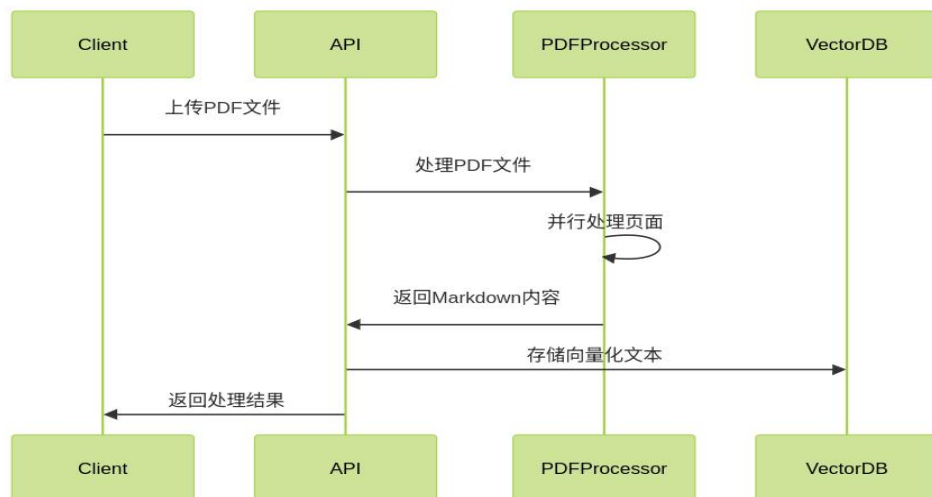 Client
API
PDFProcessor
VectorDB
上传PDF文件
处理PDF文件
并行处理页面
返回Markdown内容
存储向量化文本
返回处理结果
Client
API
PDFProcessor
VectorDB